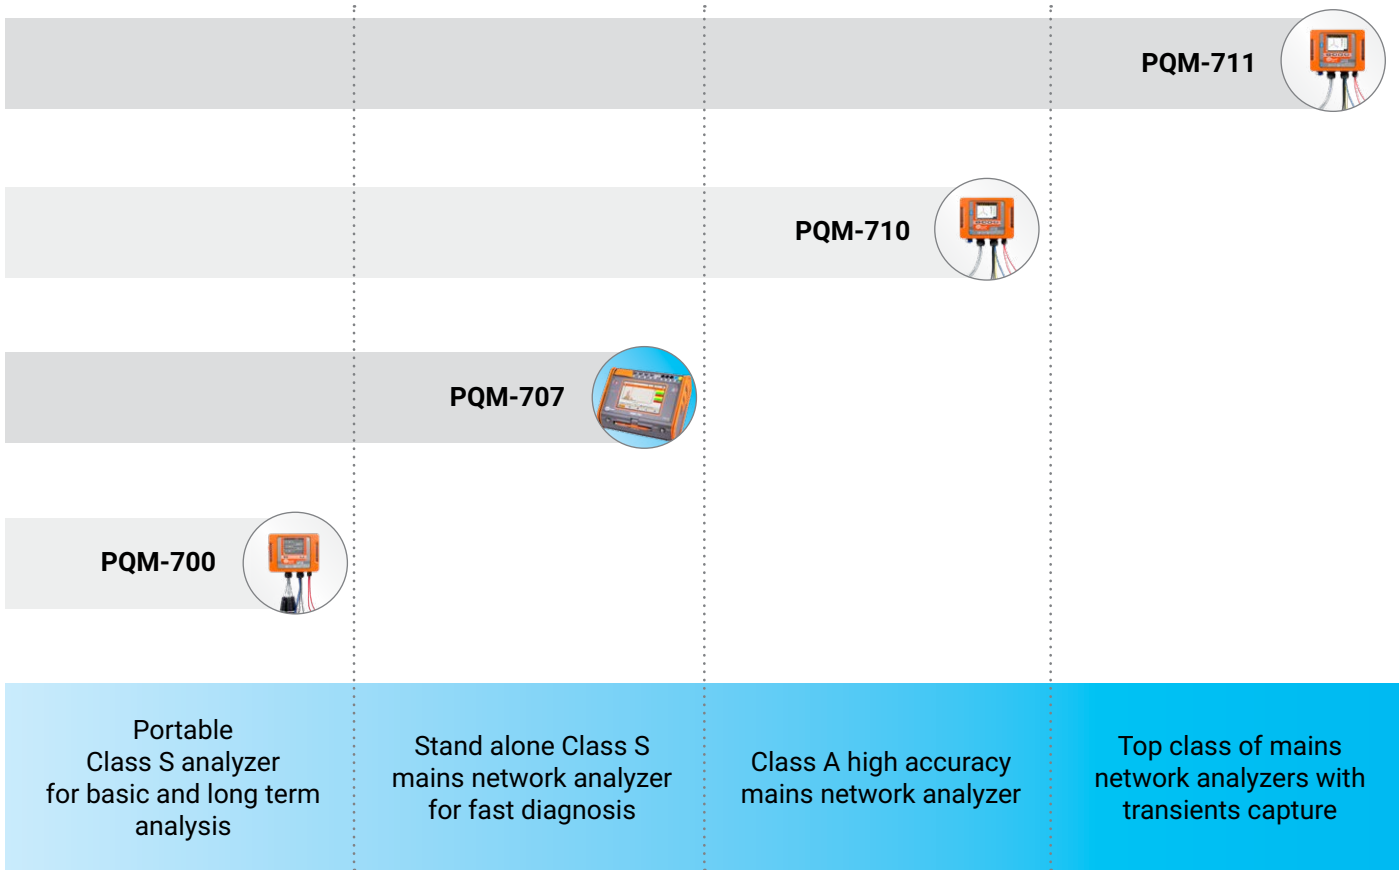 PQM-711
PQM-710
PQM-707
PQM-700
Portable
Class S analyzer
for basic and long term
analysis
Stand alone Class S
mains network analyzer
for fast diagnosis
Class A high accuracy
mains network analyzer
Top class of mains
network analyzers with
transients capture